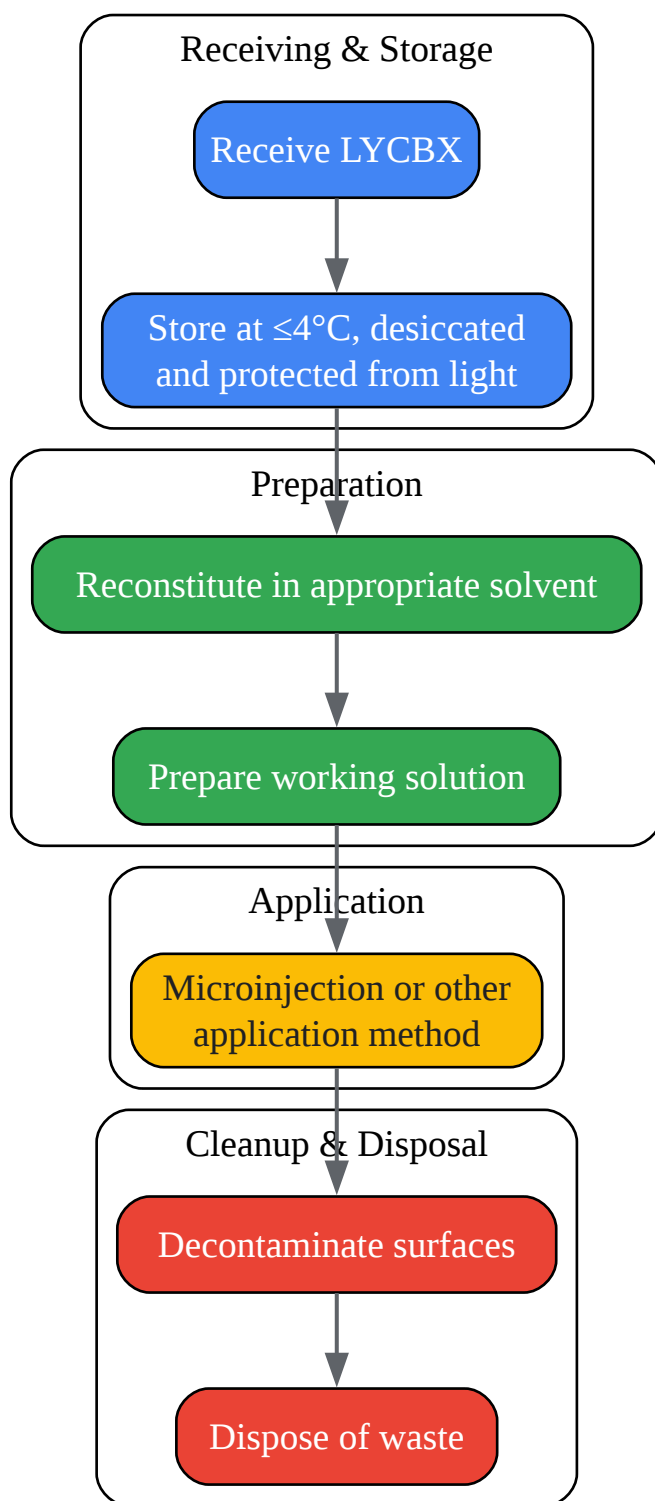 Receiving & Storage
Receive LYCBX
Store at ≤4°C, desiccated
and protected from light
Preparation
Reconstitute in appropriate solvent
Prepare working solution
Application
Microinjection or other
application method
Cleanup & Disposal
Decontaminate surfaces
Dispose of waste